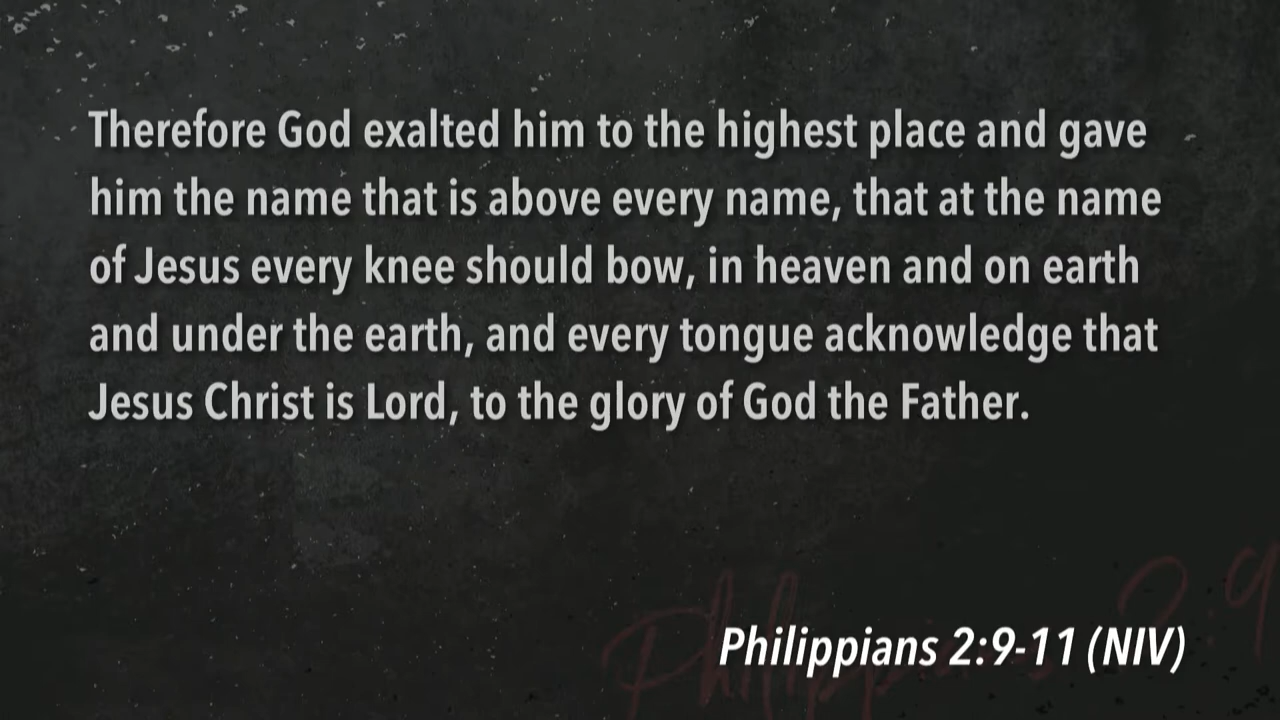 Therefore God exalted him to the highest place and gave
him the name that is above every name, that at the name
of Jesus every knee should bow, in heaven and on earth
and under the earth, and every tongue acknowledge that
Jesus Christ is Lord, to the glory of God the Father.
Philippians 2:9
Philippians 2:9-11 (NIV)